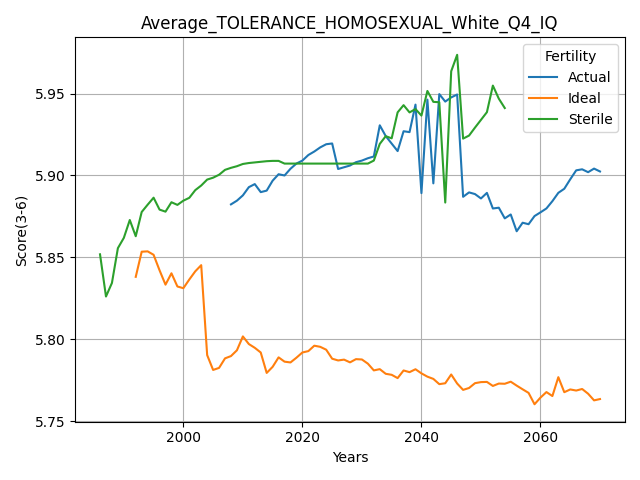 Average_TOLERANCE_HOMOSEXUAL_White_Q4_IQ
Fertility
Actual
Ideal
Sterile
Score(3-6)
5.95
5.90
5.85
5.80
5.75
2000
2020
2040
2060
Years